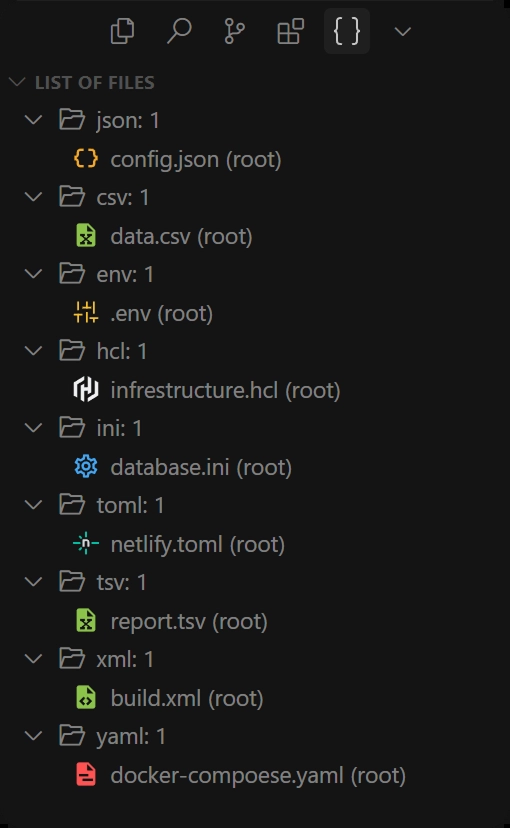 LIST OF FILES
json: 1
config.json (root)
csv: 1
data.csv (root)
env: 1
.env (root)
hcl: 1
infrestructure.hcl (root)
ini: 1
database.ini (root)
toml: 1
netlify.toml (root)
tsv: 1
report.tsv (root)
xml: 1
build.xml (root)
yaml: 1
docker-compoese.yaml (root)